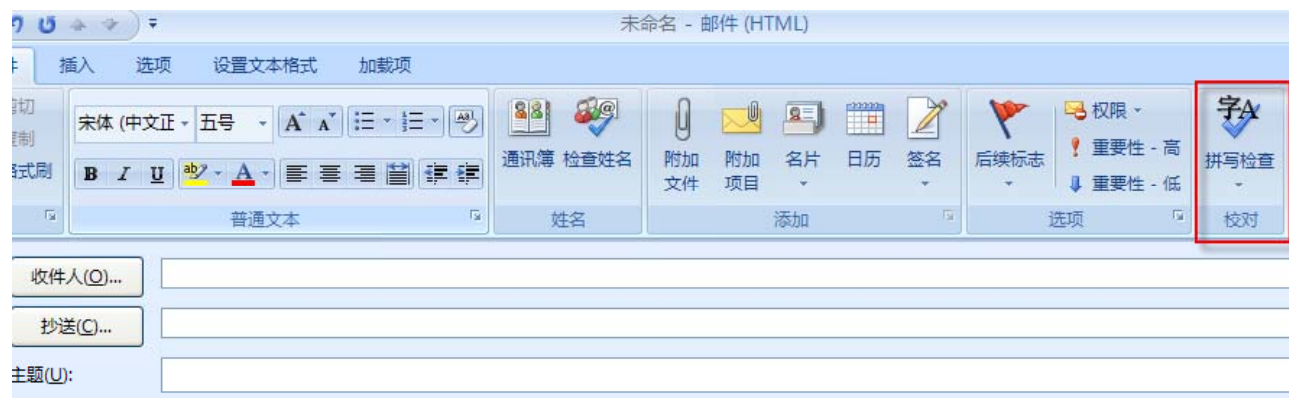 未命名 - 邮件 (HTML)
插入 选项 设置文本格式 加载项
宋体 (中文正 五号
B I U
通讯簿 检查姓名
附加文件 附加项目 名片 日历 签名
后续标志
权限
重要性 - 高
重要性 - 低
拼写检查
普通文本 姓名 添加 选项 校对
收件人(O)...
抄送(C)...
主题(U):